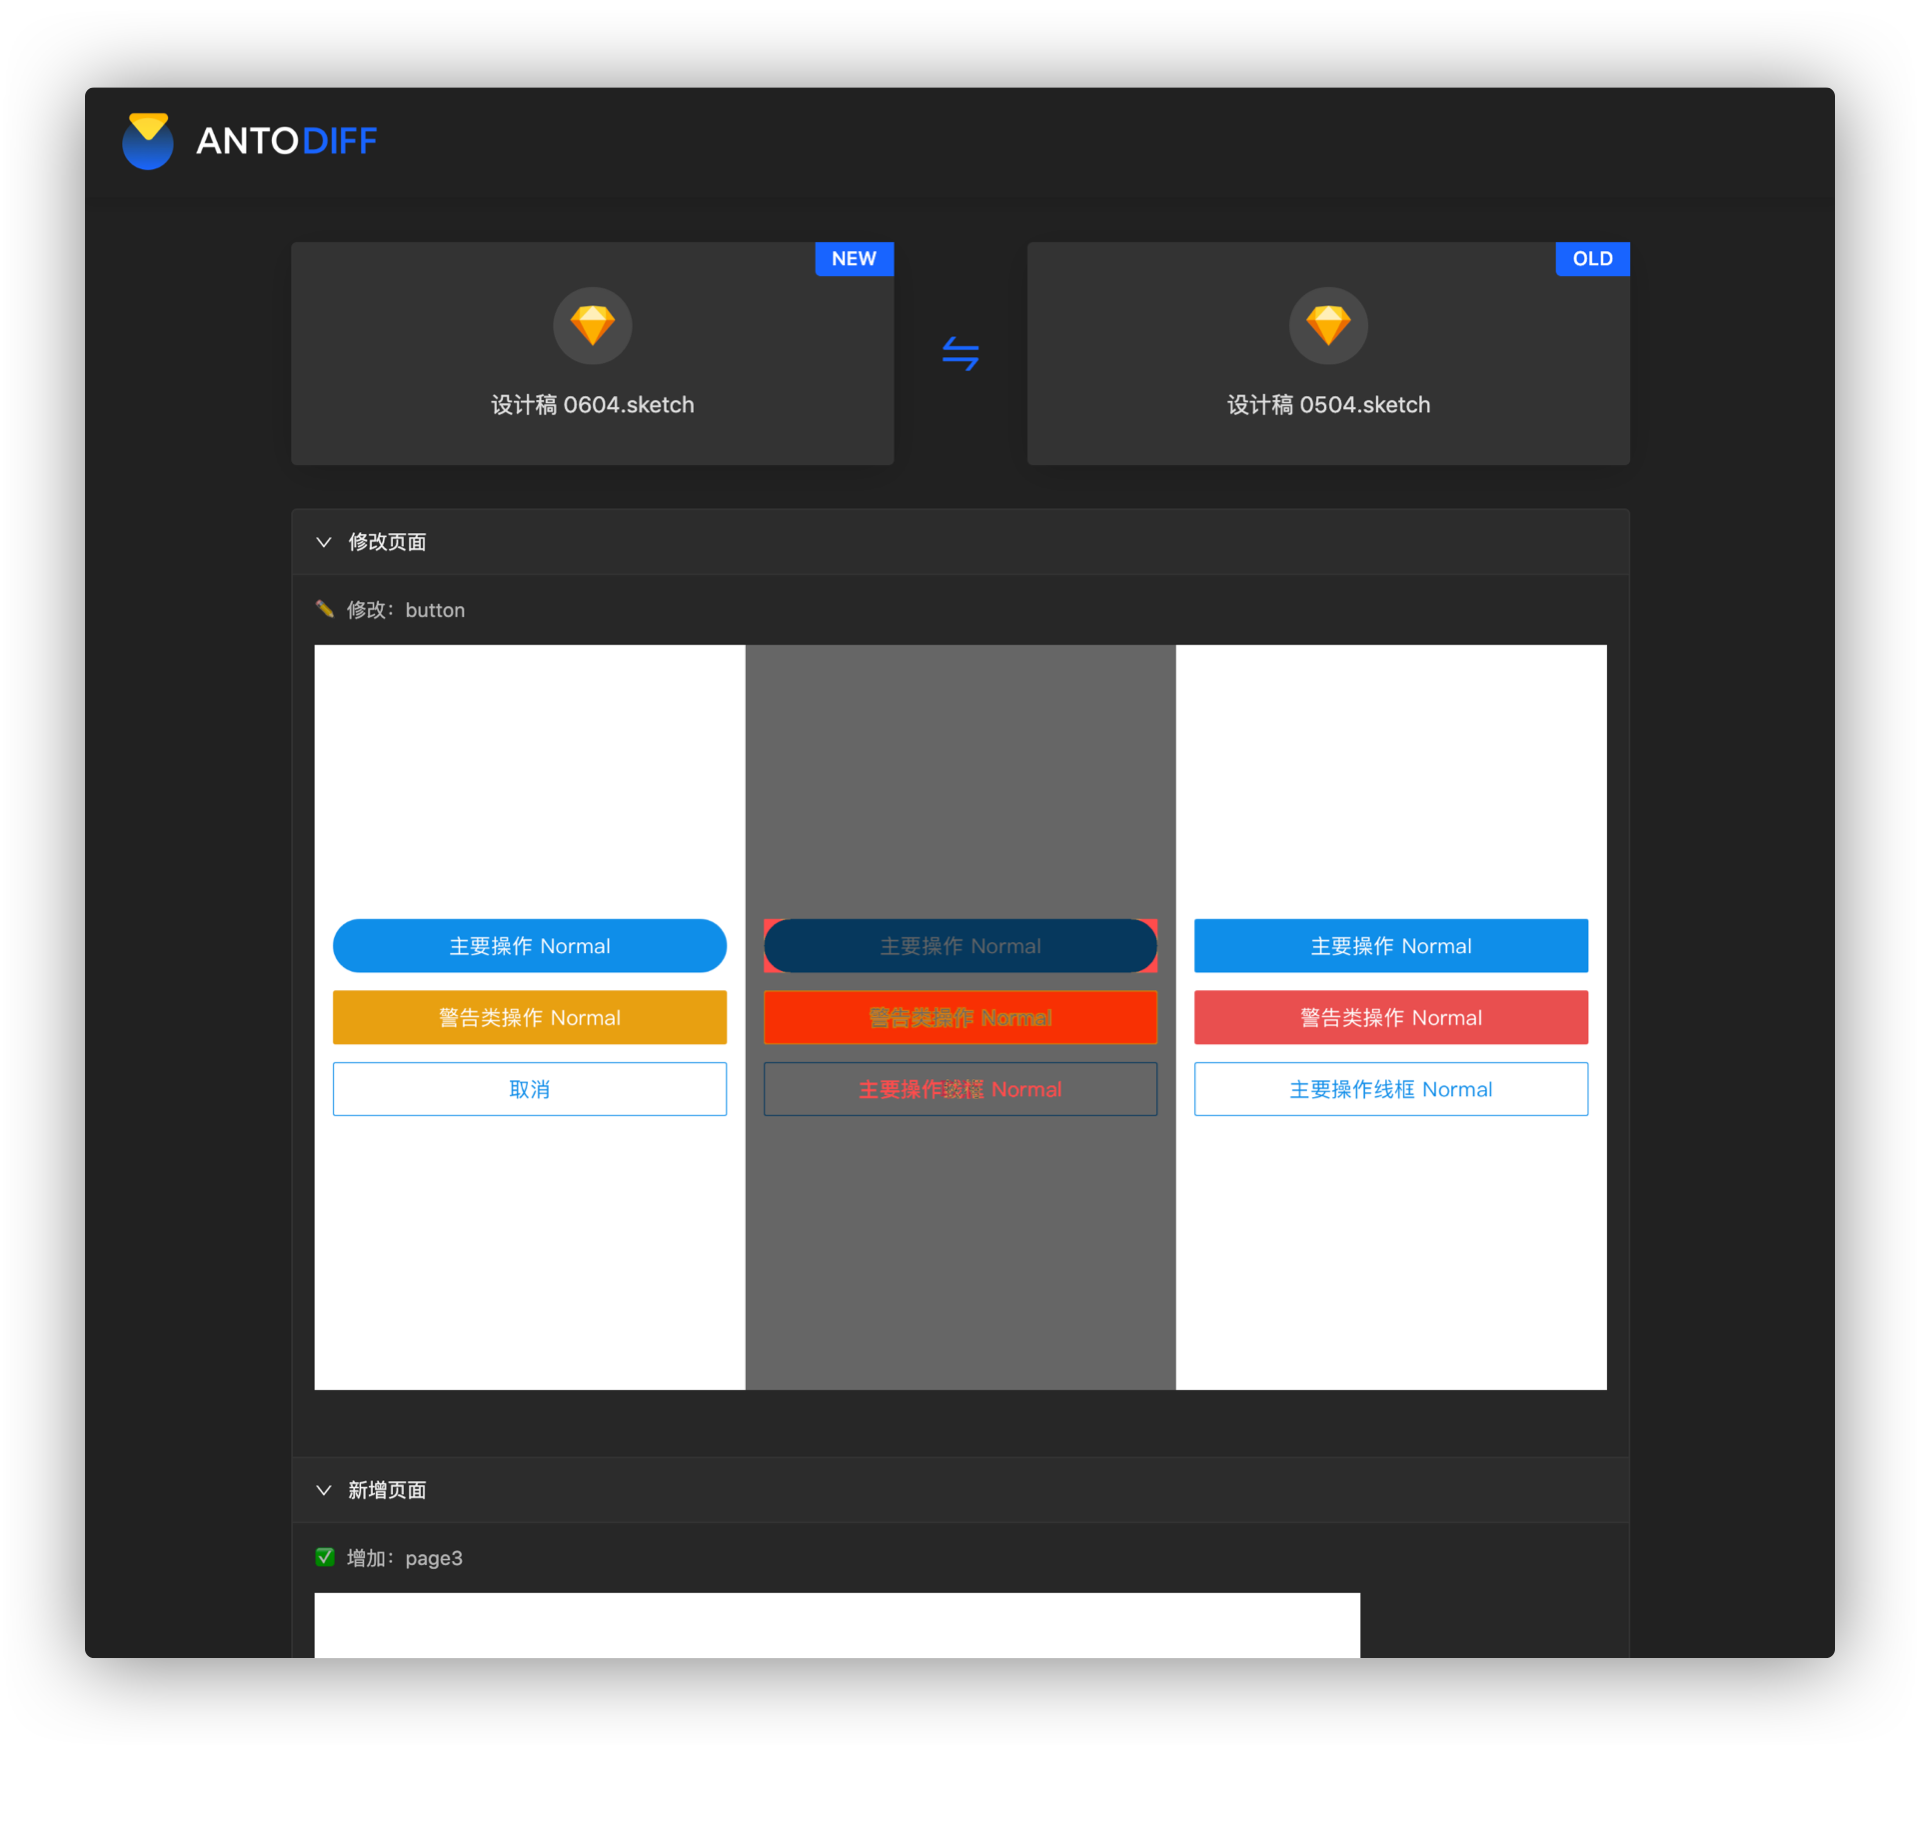 ANTODIFF
NEW
设计稿 0604.sketch
OLD
设计稿 0504.sketch
修改页面
修改：button
主要操作 Normal
警告类操作 Normal
取消
主要操作 Normal
警告类操作 Normal
主要操作线框 Normal
主要操作 Normal
警告类操作 Normal
主要操作线框 Normal
新增页面
增加：page3